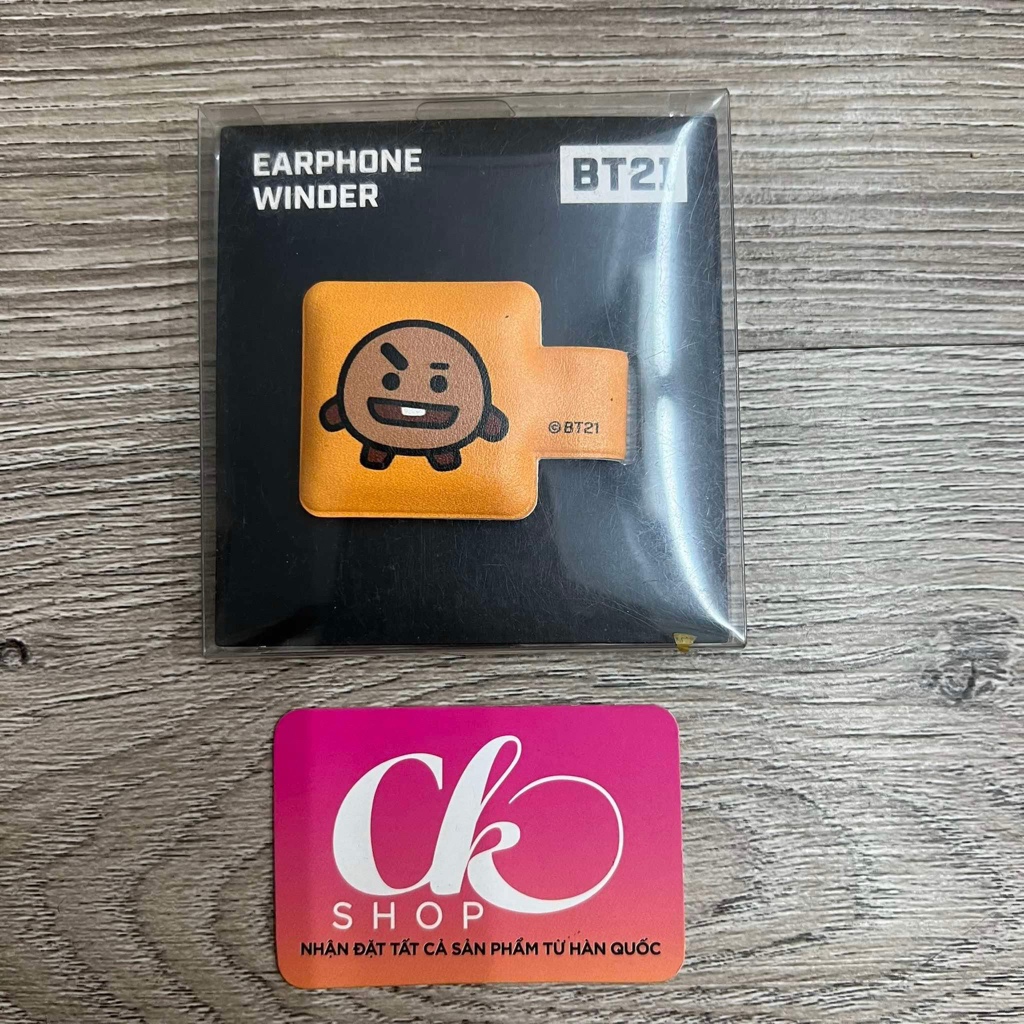 EARPHONE
WINDER
BT21
©BT21
Ck
SHOP
NHẬN ĐẶT TẤT CẢ SẢN PHẨM TỪ HÀN QUỐC